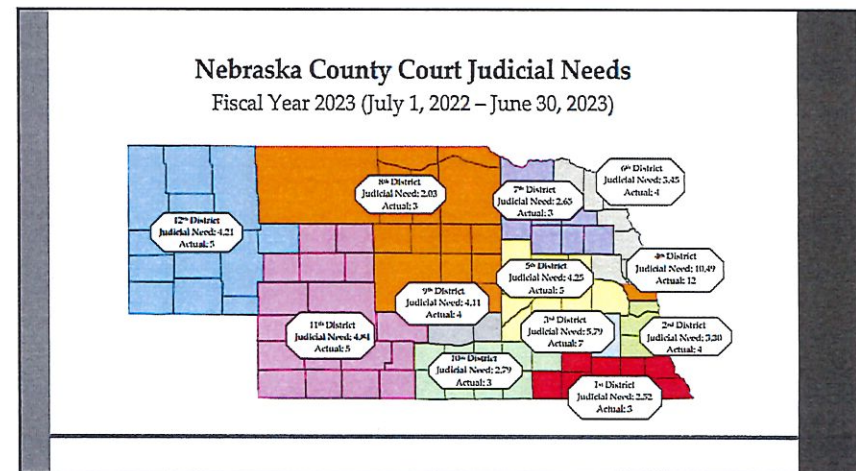 Nebraska County Court Judicial Needs
Fiscal Year 2023 (July 1, 2022 – June 30, 2023)
6th District
Judicial Need: 3.45
Actual: 4
8th District
Judicial Need: 2.03
Actual: 3
7th District
Judicial Need: 2.65
Actual: 3
12th District
Judicial Need: 4.21
Actual: 5
4th District
Judicial Need: 10.49
Actual: 12
5th District
Judicial Need: 4.25
Actual: 5
9th District
Judicial Need: 4.11
Actual: 4
3rd District
Judicial Need: 5.79
Actual: 7
2nd District
Judicial Need: 3.30
Actual: 4
11th District
Judicial Need:
Actual: 5
10th District
Judicial Need: 2.79
Actual: 3
1st District
Judicial Need: 2.52
Actual: 3